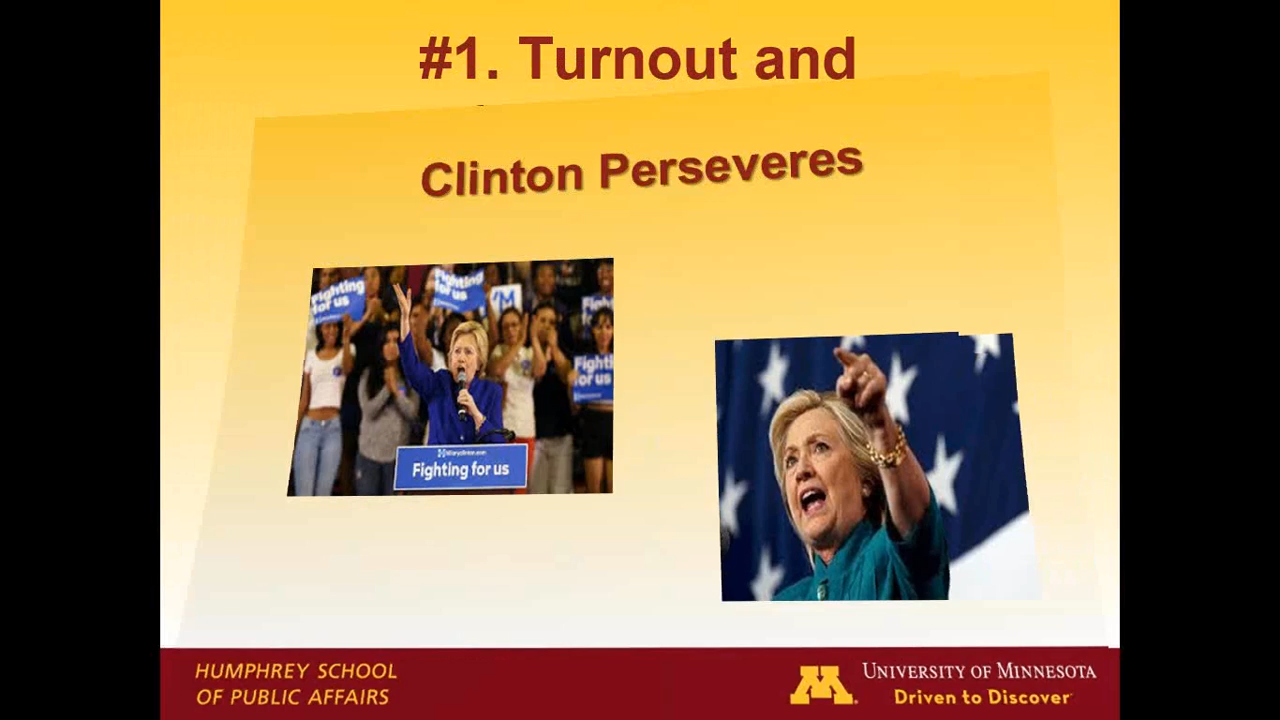 #1. Turnout and
Clinton Perseveres
Fighting
for us
Fighting
for us
Fighting
for us
Fighting for us
HUMPHREY SCHOOL
OF PUBLIC AFFAIRS
M
UNIVERSITY OF MINNESOTA
Driven to Discover